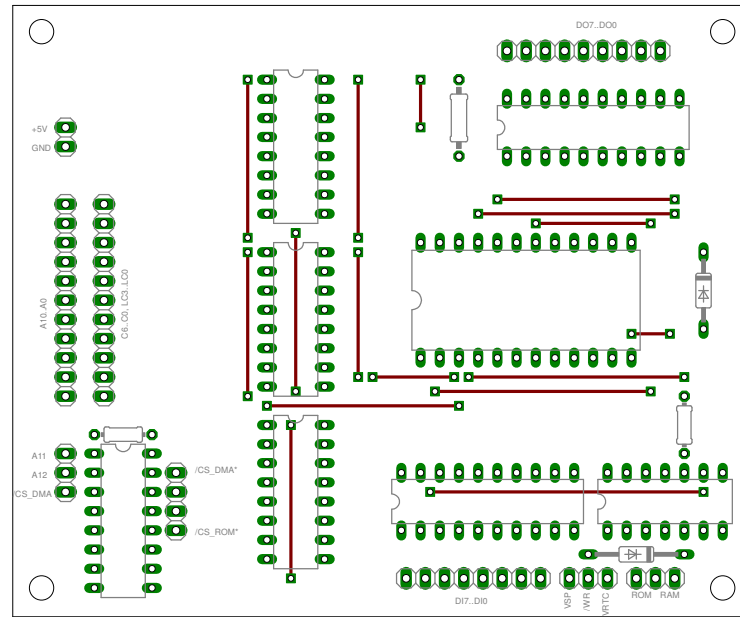 DO7..DO0
+5V
GND
A10..A0
C6..C0, LC3..LC0
A11
A12
/CS_DMA
/CS_DMA*
/CS_ROM*
DI7..DI0
VSP
/WR
VRTC
ROM
RAM